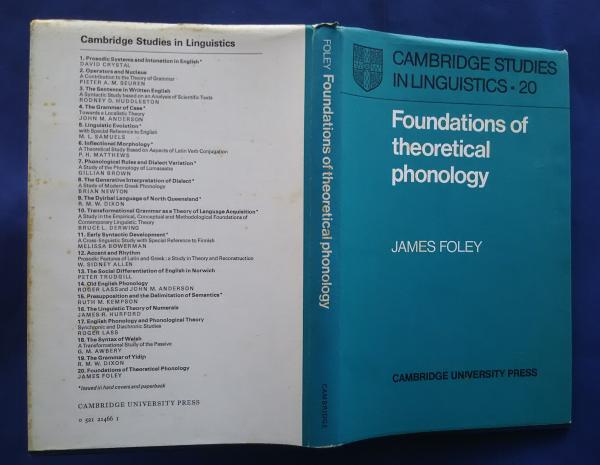 Cambridge Studies in Linguistics
1. Prosodic Systems and Intonation in English*
DAVID CRYSTAL
2. Operators and Nucleus
A Contribution to the Theory of Grammar
PIETER A. M. SEUREN
3. The Sentence in Written English
A Syntactic Study based on an Analysis of Scientific Texts
RODNEY D. HUDDLESTON
4. The Grammar of Case*
Towards a Localistic Theory
JOHN M. ANDERSON
5. Linguistic Evolution*
with Special Reference to English
M. L. SAMUELS
6. Inflectional Morphology*
A Theoretical Study Based on Aspects of Latin Verb Conjugation
P. H. MATTHEWS
7. Phonological Rules and Dialect Variation*
A Study of the Phonology of Lumasaaba
GILLIAN BROWN
8. The Generative Interpretation of Dialect*
A Study of Modern Greek Phonology
BRIAN NEWTON
9. The Dyirbal Language of North Queensland*
R. M. W. DIXON
10. Transformational Grammar as a Theory of Language Acquisition*
A Study in the Empirical, Conceptual and Methodological Foundations of
Contemporary Linguistic Theory
BRUCE L. DERWING
11. Early Syntactic Development*
A Cross-linguistic Study with Special Reference to Finnish
MELISSA BOWERMAN
12. Accent and Rhythm
Prosodic Features of Latin and Greek: a Study in Theory and Reconstruction
W. SIDNEY ALLEN
13. The Social Differentiation of English in Norwich
PETER TRUDGILL
14. Old English Phonology
ROGER LASS and JOHN M. ANDERSON
15. Presupposition and the Delimitation of Semantics*
RUTH M. KEMPSON
16. The Linguistic Theory of Numerals
JAMES R. HURFORD
17. English Phonology and Phonological Theory
Synchronic and Diachronic Studies
ROGER LASS
18. The Syntax of Welsh
A Transformational Study of the Passive
G. M. AWBERY
19. The Grammar of Yidiɲ
R. M. W. DIXON
20. Foundations of Theoretical Phonology
JAMES FOLEY
*Issued in hard covers and paperback
CAMBRIDGE UNIVERSITY PRESS
0 521 21466 1
FOLEY Foundations of theoretical phonology
CAMBRIDGE
CAMBRIDGE STUDIES
IN LINGUISTICS · 20
Foundations of
theoretical
phonology
JAMES FOLEY
CAMBRIDGE UNIVERSITY PRESS